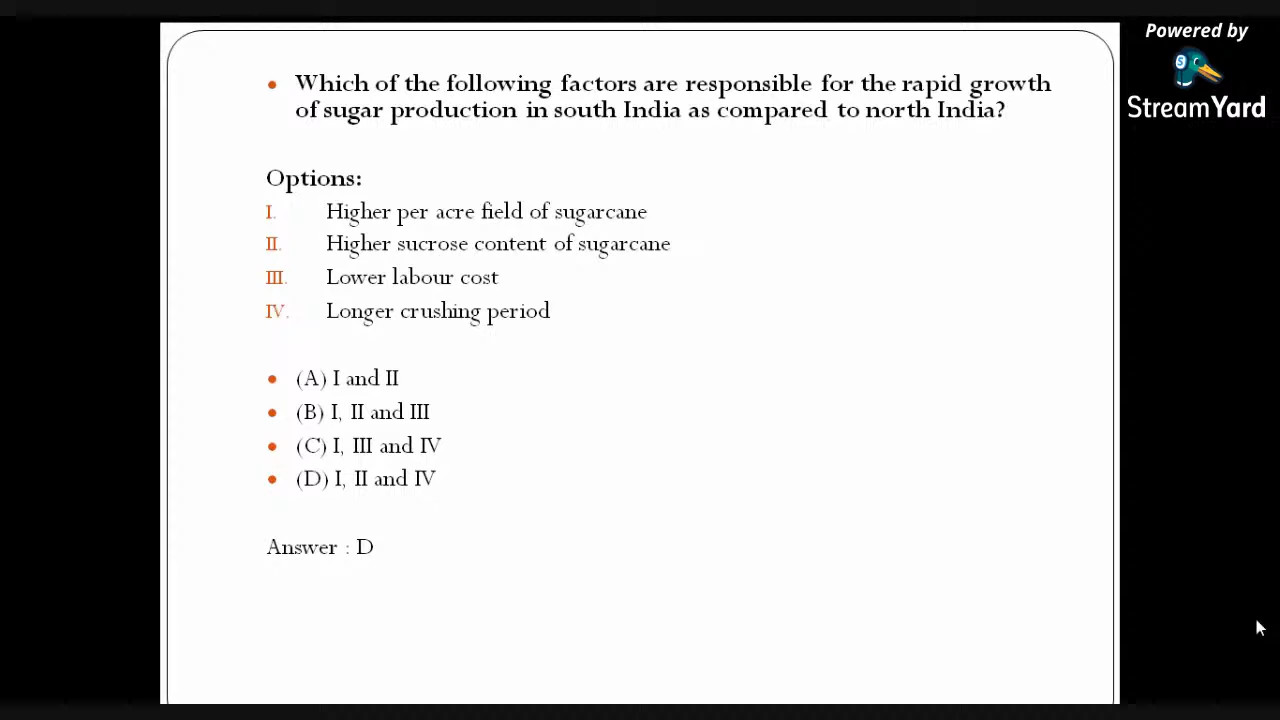 Powered by
StreamYard
• Which of the following factors are responsible for the rapid growth
of sugar production in south India as compared to north India?
Options:
I. Higher per acre field of sugarcane
II. Higher sucrose content of sugarcane
III. Lower labour cost
IV. Longer crushing period
• (A) I and II
• (B) I, II and III
• (C) I, III and IV
• (D) I, II and IV
Answer : D